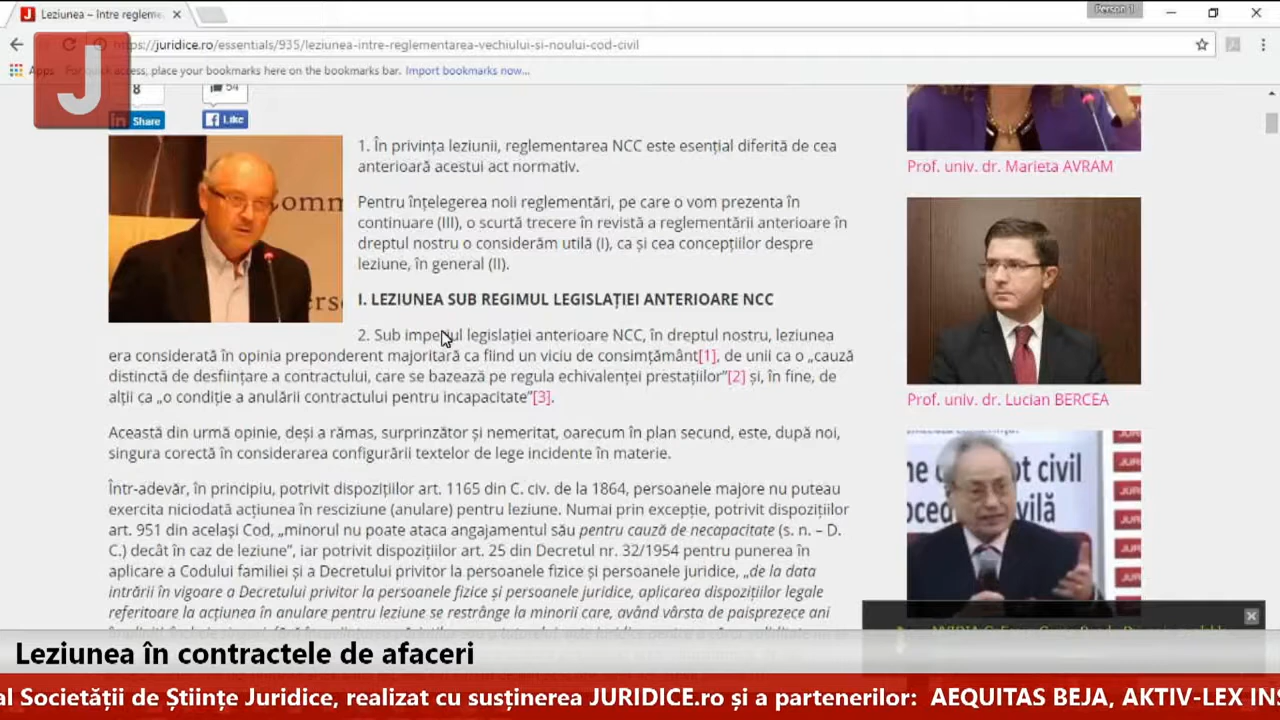 Leziunea – între regleme
Person 1
https://juridice.ro/essentials/935/leziunea-intre-reglementarea-vechiului-si-noului-cod-civil
Apps For quick access, place your bookmarks here on the bookmarks bar. Import bookmarks now...
J
8
54
in Share
Like
1. În privința leziunii, reglementarea NCC este esențial diferită de cea
anterioară acestui act normativ.
Pentru înțelegerea noii reglementări, pe care o vom prezenta în
continuare (III), o scurtă trecere în revistă a reglementării anterioare în
dreptul nostru o considerăm utilă (I), ca și cea concepțiilor despre
leziune, în general (II).
I. LEZIUNEA SUB REGIMUL LEGISLAȚIEI ANTERIOARE NCC
2. Sub imperiul legislației anterioare NCC, în dreptul nostru, leziunea
era considerată în opinia preponderent majoritară ca fiind un viciu de consimțământ[1], de unii ca o „cauză
distinctă de desființare a contractului, care se bazează pe regula echivalenței prestațiilor”[2] și, în fine, de
alții ca „o condiție a anulării contractului pentru incapacitate”[3].
Această din urmă opinie, deși a rămas, surprinzător și nemeritat, oarecum în plan secund, este, după noi,
singura corectă în considerarea configurării textelor de lege incidente în materie.
Într-adevăr, în principiu, potrivit dispozițiilor art. 1165 din C. civ. de la 1864, persoanele majore nu puteau
exercita niciodată acțiunea în resciziune (anulare) pentru leziune. Numai prin excepție, potrivit dispozițiilor
art. 951 din același Cod, „minorul nu poate ataca angajamentul său pentru cauză de necapacitate (s. n. – D.
C.) decât în caz de leziune”, iar potrivit dispozițiilor art. 25 din Decretul nr. 32/1954 pentru punerea în
aplicare a Codului familiei și a Decretului privitor la persoanele fizice și persoanele juridice, „de la data
intrării în vigoare a Decretului privitor la persoanele fizice și persoanele juridice, aplicarea dispozițiilor legale
referitoare la acțiunea în anulare pentru leziune se restrânge la minorii care, având vârsta de paisprezece ani
Prof. univ. dr. Marieta AVRAM
Prof. univ. dr. Lucian BERCEA
Leziunea în contractele de afaceri
al Societății de Științe Juridice, realizat cu susținerea JURIDICE.ro și a partenerilor: AEQUITAS BEJA, AKTIV-LEX INS